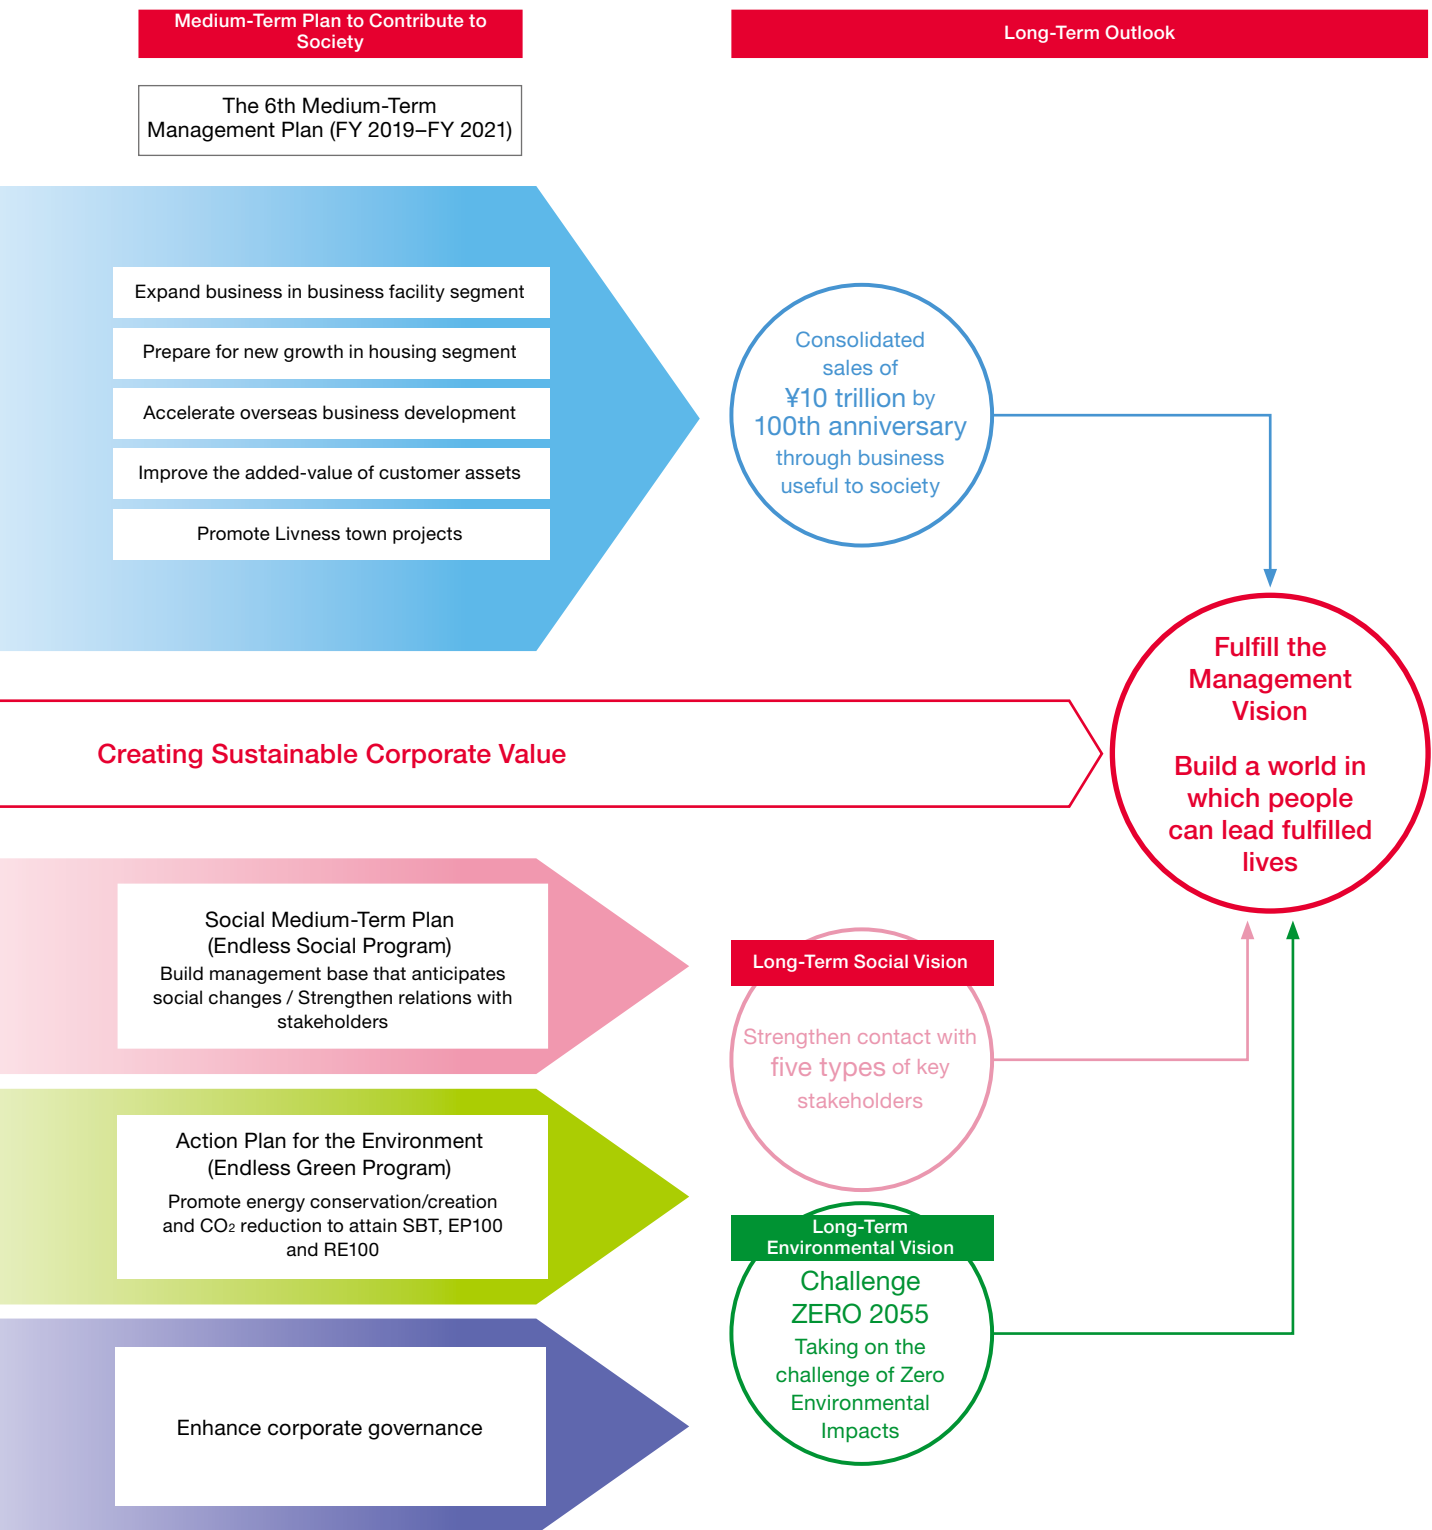 Medium-Term Plan to Contribute to
Society
Long-Term Outlook
The 6th Medium-Term
Management Plan (FY 2019–FY 2021)
Expand business in business facility segment
Prepare for new growth in housing segment
Accelerate overseas business development
Improve the added-value of customer assets
Promote Livness town projects
Consolidated
sales of
¥10 trillion by
100th anniversary
through business
useful to society
Fulfill the
Management
Vision
Build a world in
which people
can lead fulfilled
lives
Creating Sustainable Corporate Value
Social Medium-Term Plan
(Endless Social Program)
Build management base that anticipates
social changes / Strengthen relations with
stakeholders
Long-Term Social Vision
Strengthen contact with
five types of key
stakeholders
Action Plan for the Environment
(Endless Green Program)
Promote energy conservation/creation
and CO₂ reduction to attain SBT, EP100
and RE100
Long-Term
Environmental Vision
Challenge
ZERO 2055
Taking on the
challenge of Zero
Environmental
Impacts
Enhance corporate governance